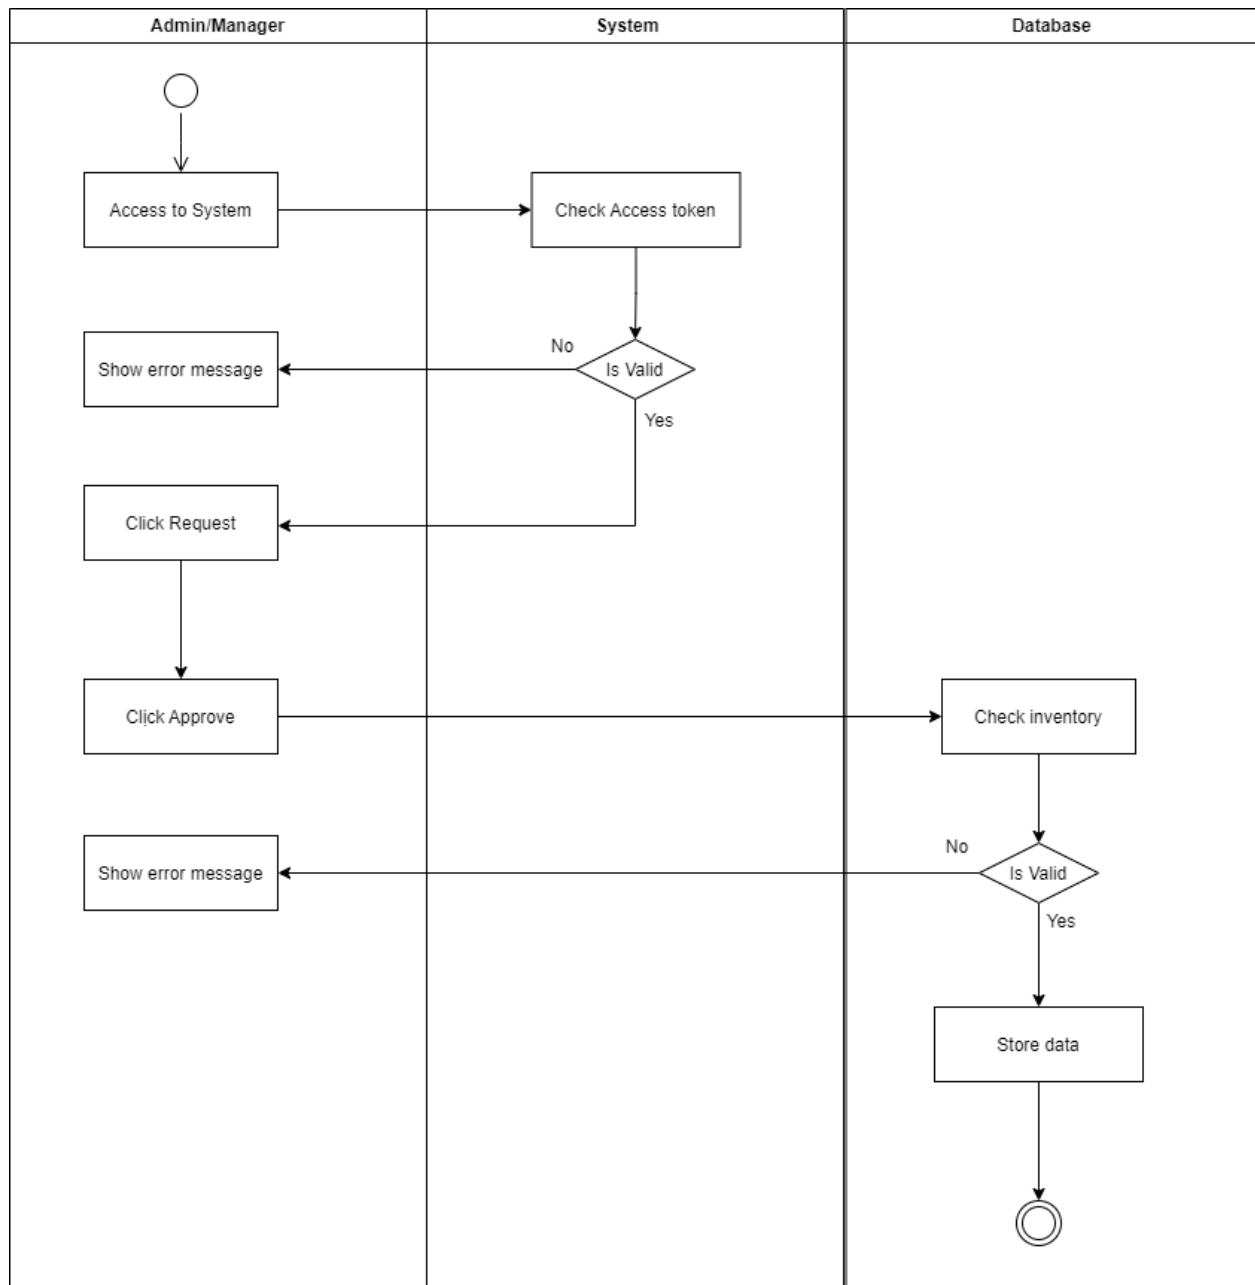 Admin/Manager
System
Database
Access to System
Check Access token
No
Show error message
Is Valid
Yes
Click Request
Click Approve
Check inventory
No
Show error message
Is Valid
Yes
Store data